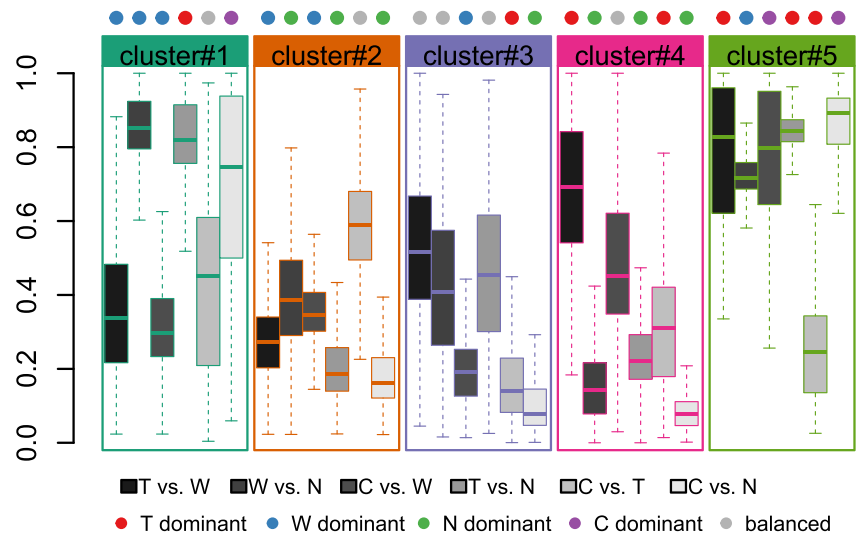 cluster#1 cluster#2 cluster#3 cluster#4 cluster#5
1.0
0.8
0.6
0.4
0.2
0.0
T vs. W W vs. N C vs. W T vs. N C vs. T C vs. N
T dominant W dominant N dominant C dominant balanced